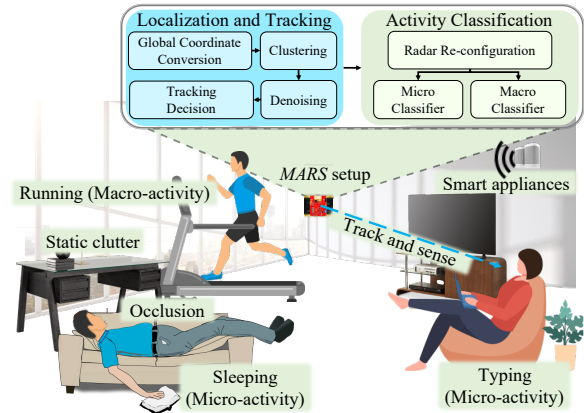 Localization and Tracking
Global Coordinate
Conversion
Clustering
Tracking
Decision
Denoising
Activity Classification
Radar Re-configuration
Micro
Classifier
Macro
Classifier
MARS setup
Running (Macro-activity)
Smart appliances
Static clutter
Track and sense
Occlusion
Sleeping
(Micro-activity)
Typing
(Micro-activity)